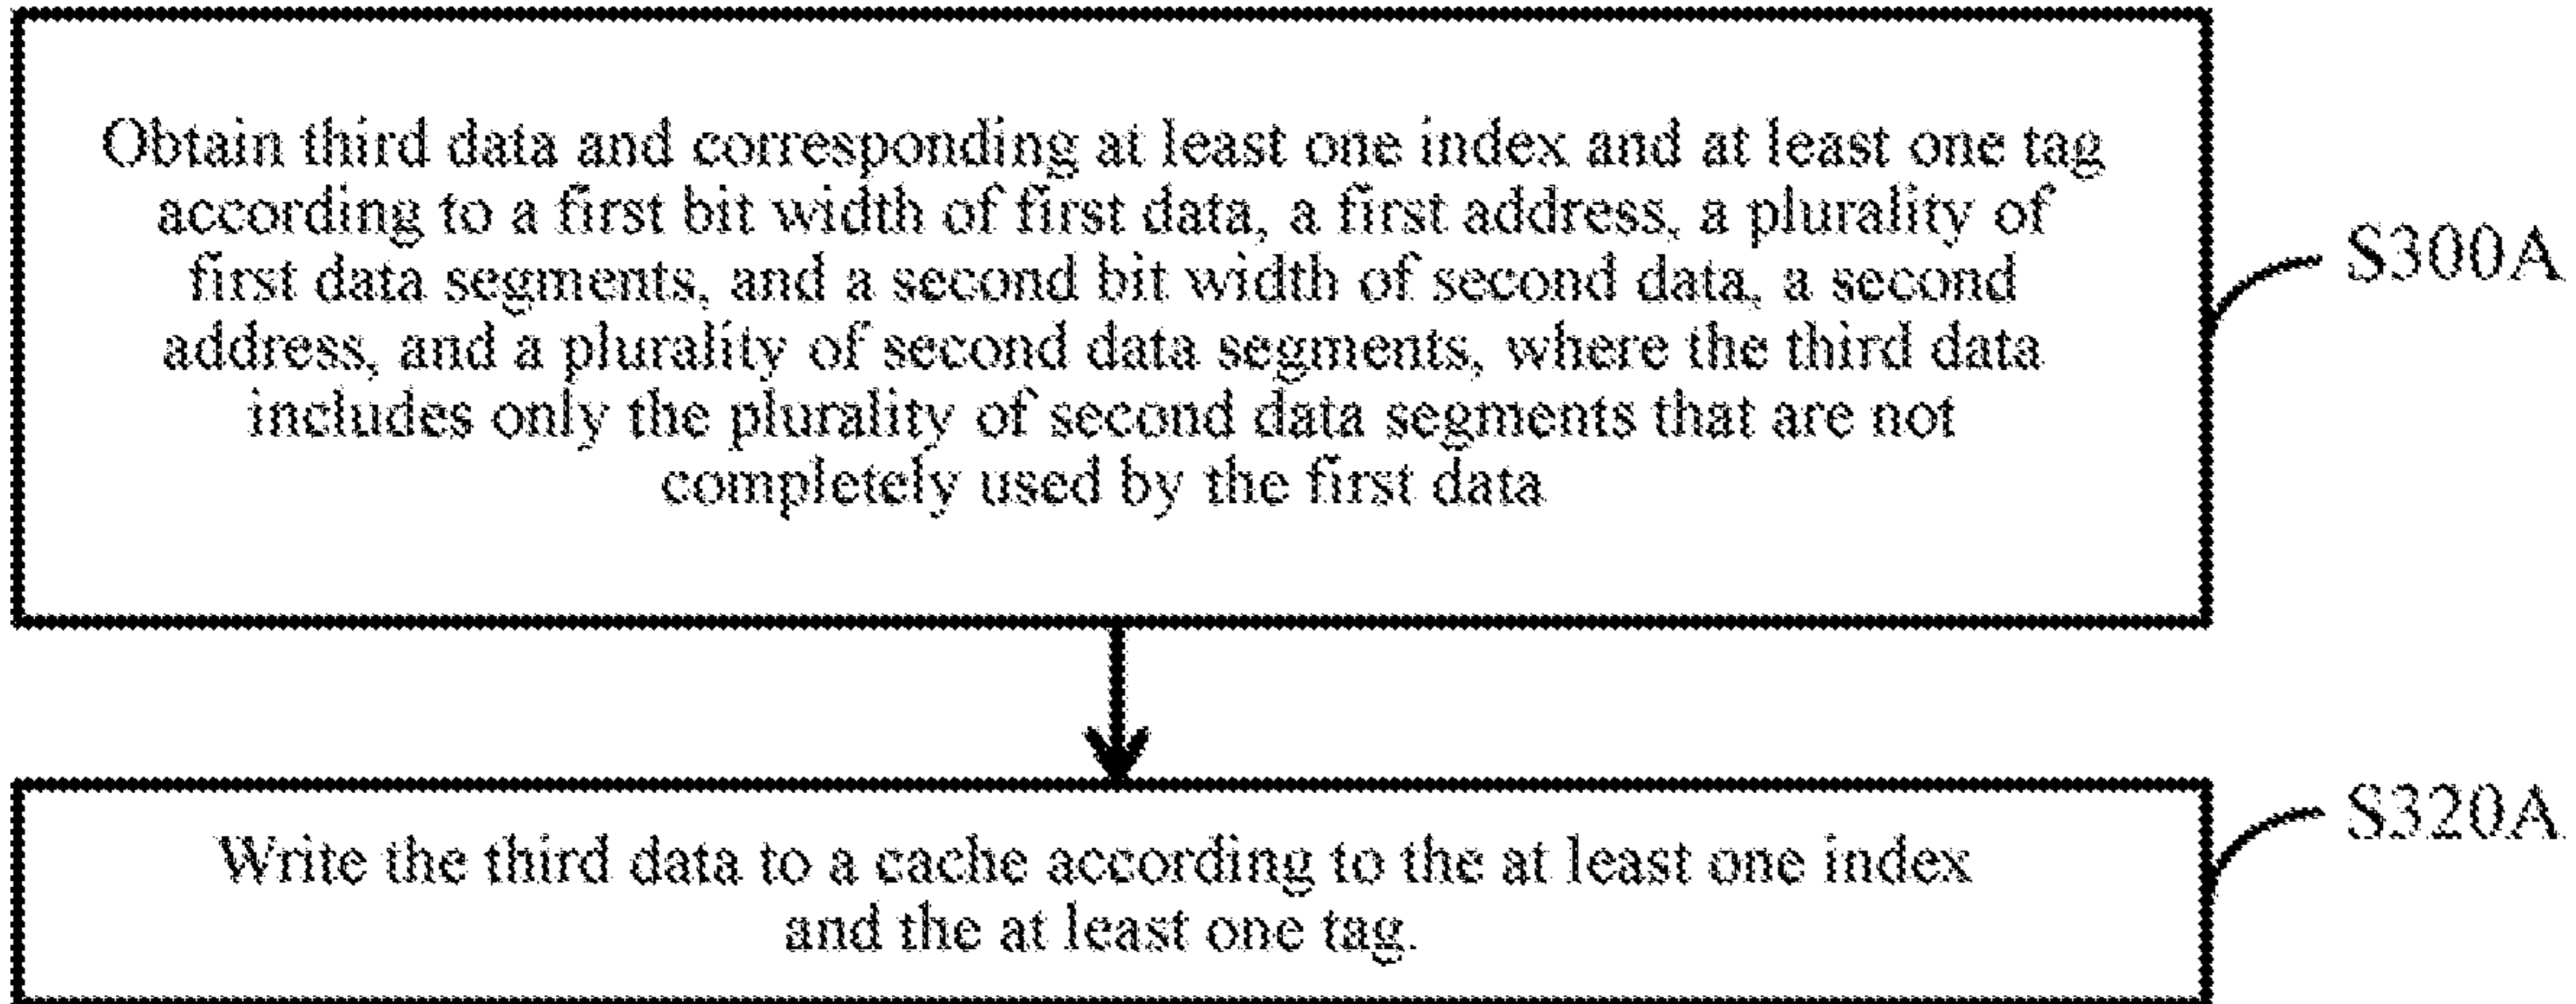 Obtain third data and corresponding at least one index and at least one tag
according to a first bit width of first data, a first address, a plurality of
first data segments, and a second bit width of second data, a second
address, and a plurality of second data segments, where the third data
includes only the plurality of second data segments that are not
completely used by the first data
S300A
Write the third data to a cache according to the at least one index
and the at least one tag.
S320A